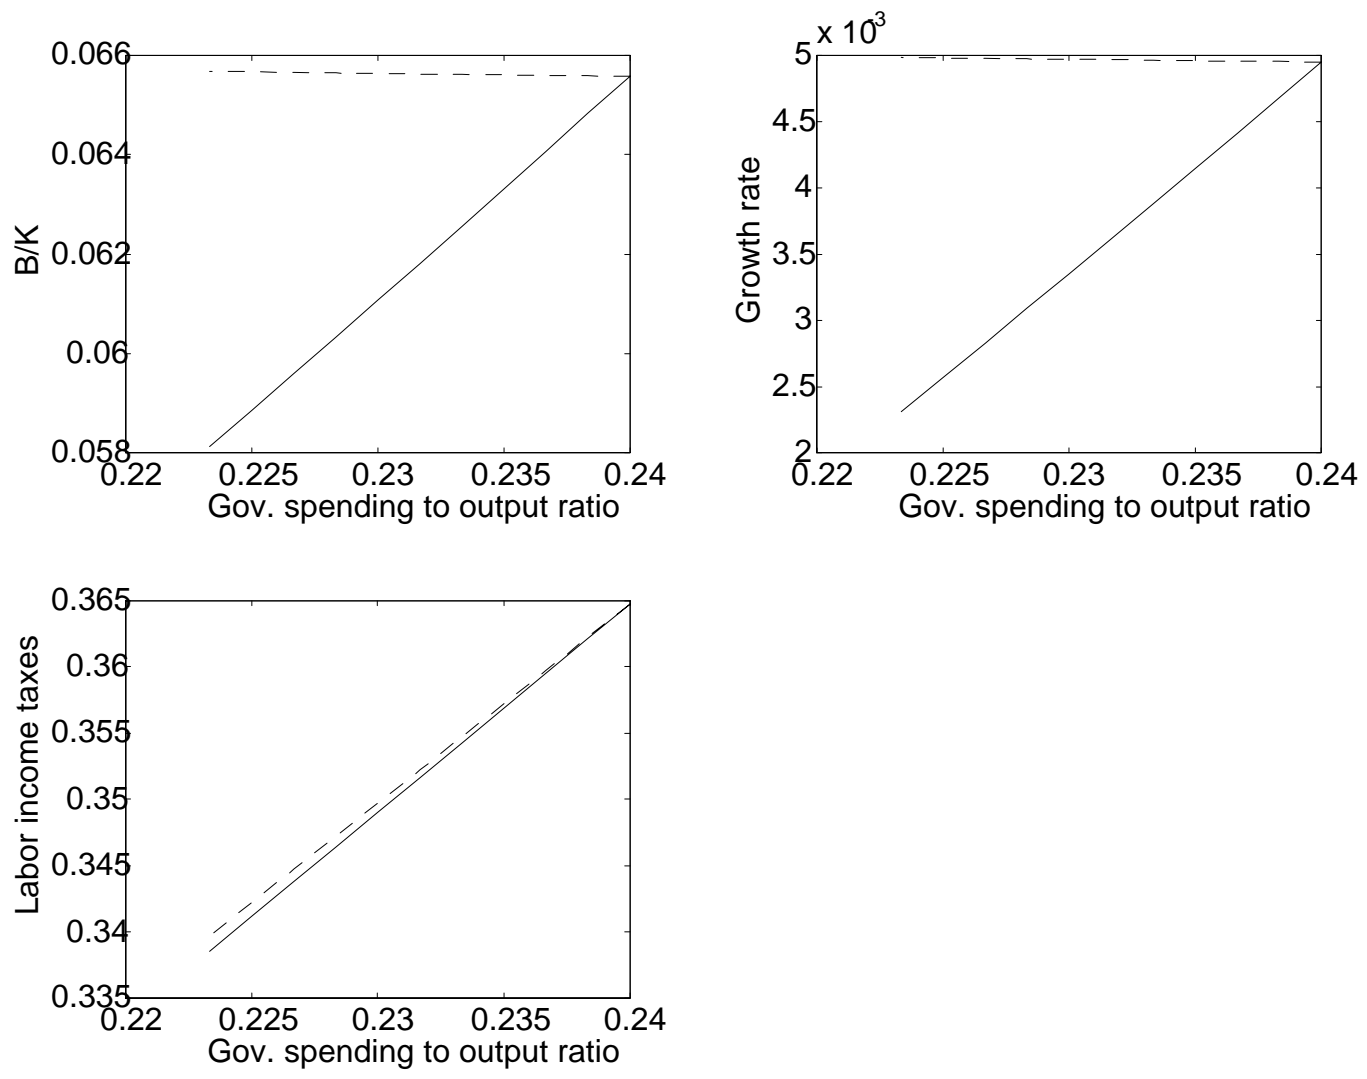 0.066
0.064
0.062
0.06
0.058
B/K
0.22 0.225 0.23 0.235 0.24
Gov. spending to output ratio
x 10-3
5
4.5
4
3.5
3
2.5
2
Growth rate
0.22 0.225 0.23 0.235 0.24
Gov. spending to output ratio
0.365
0.36
0.355
0.35
0.345
0.34
0.335
Labor income taxes
0.22 0.225 0.23 0.235 0.24
Gov. spending to output ratio